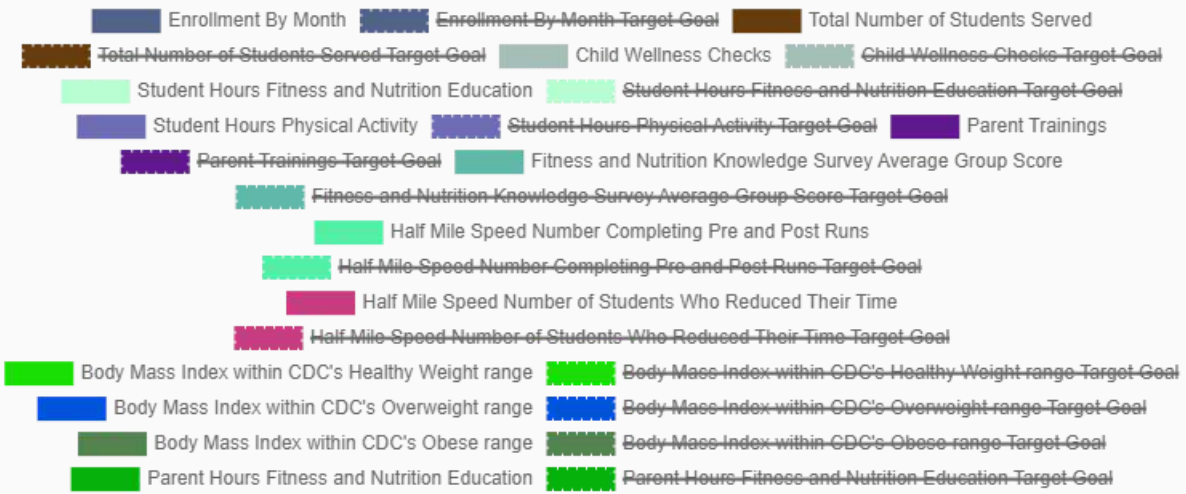 Enrollment By Month Enrollment By Month Target Goal Total Number of Students Served
Total Number of Students Served Target Goal Child Wellness Checks Child Wellness Checks Target Goal
Student Hours Fitness and Nutrition Education Student Hours Fitness and Nutrition Education Target Goal
Student Hours Physical Activity Student Hours Physical Activity Target Goal Parent Trainings
Parent Trainings Target Goal Fitness and Nutrition Knowledge Survey Average Group Score
Fitness and Nutrition Knowledge Survey Average Group Score Target Goal
Half Mile Speed Number Completing Pre and Post Runs
Half Mile Speed Number Completing Pre and Post Runs Target Goal
Half Mile Speed Number of Students Who Reduced Their Time
Half Mile Speed Number of Students Who Reduced Their Time Target Goal
Body Mass Index within CDC's Healthy Weight range Body Mass Index within CDC's Healthy Weight range Target Goal
Body Mass Index within CDC's Overweight range Body Mass Index within CDC's Overweight range Target Goal
Body Mass Index within CDC's Obese range Body Mass Index within CDC's Obese range Target Goal
Parent Hours Fitness and Nutrition Education Parent Hours Fitness and Nutrition Education Target Goal